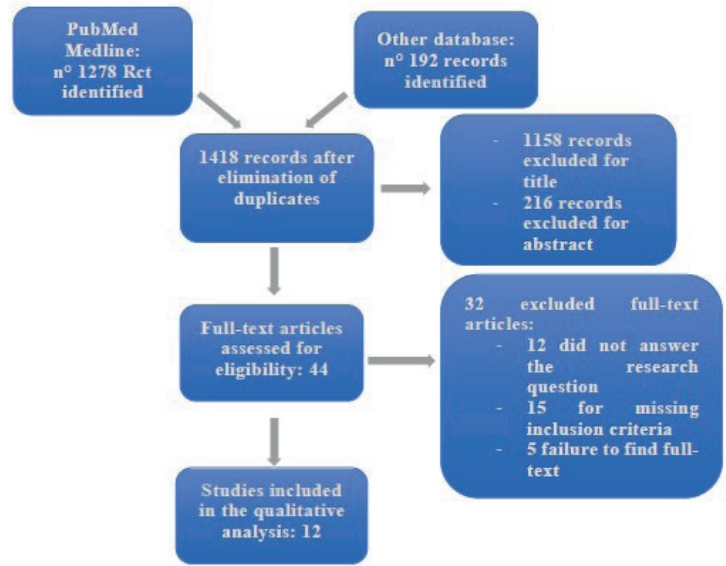 PubMed
Medline:
n° 1278 Rct
identified
Other database:
n° 192 records
identified
1418 records after
elimination of
duplicates
- 1158 records
excluded for
title
- 216 records
excluded for
abstract
Full-text articles
assessed for
eligibility: 44
32 excluded full-text
articles:
- 12 did not answer
the research
question
- 15 for missing
inclusion criteria
- 5 failure to find full-
text
Studies included
in the qualitative
analysis: 12